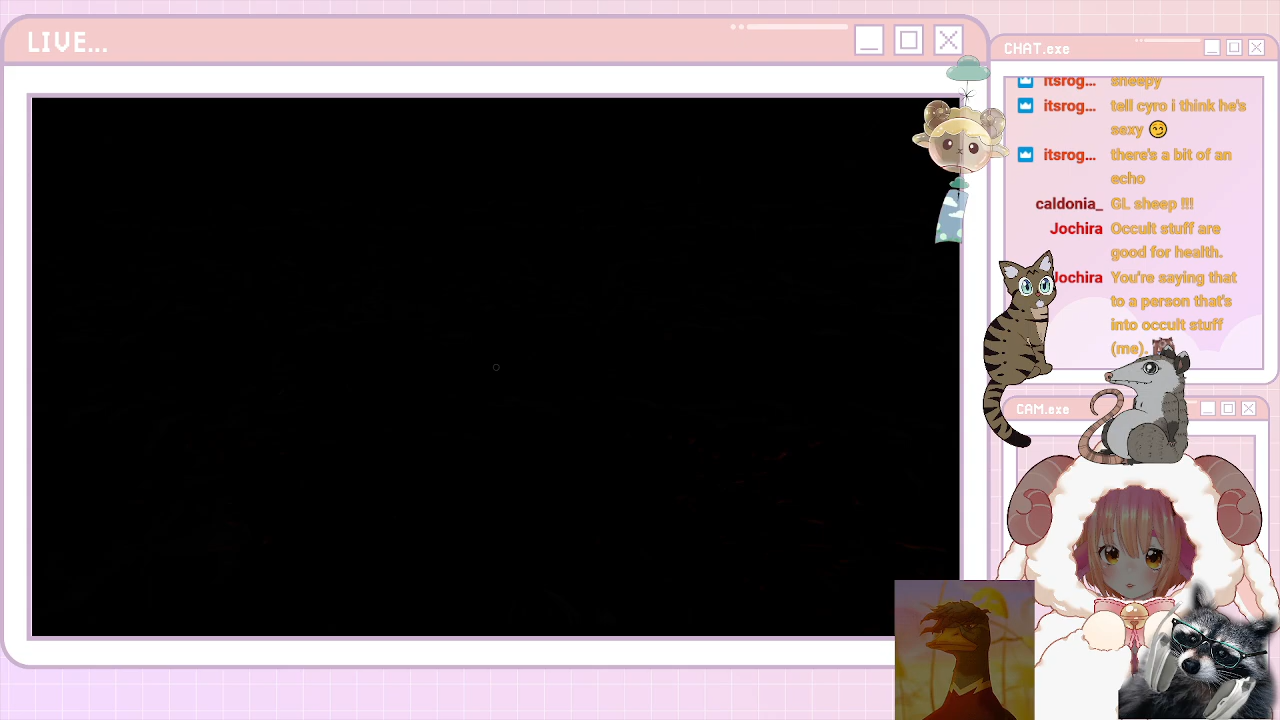 LIVE...
CHAT.exe
itsrog... sheepy
itsrog... tell cyro i think he's
sexy 😏
itsrog... there's a bit of an
echo
caldonia_ GL sheep !!!
Jochira Occult stuff are
good for health.
Jochira You're saying that
to a person that's
into occult stuff
(me).
CAM.exe